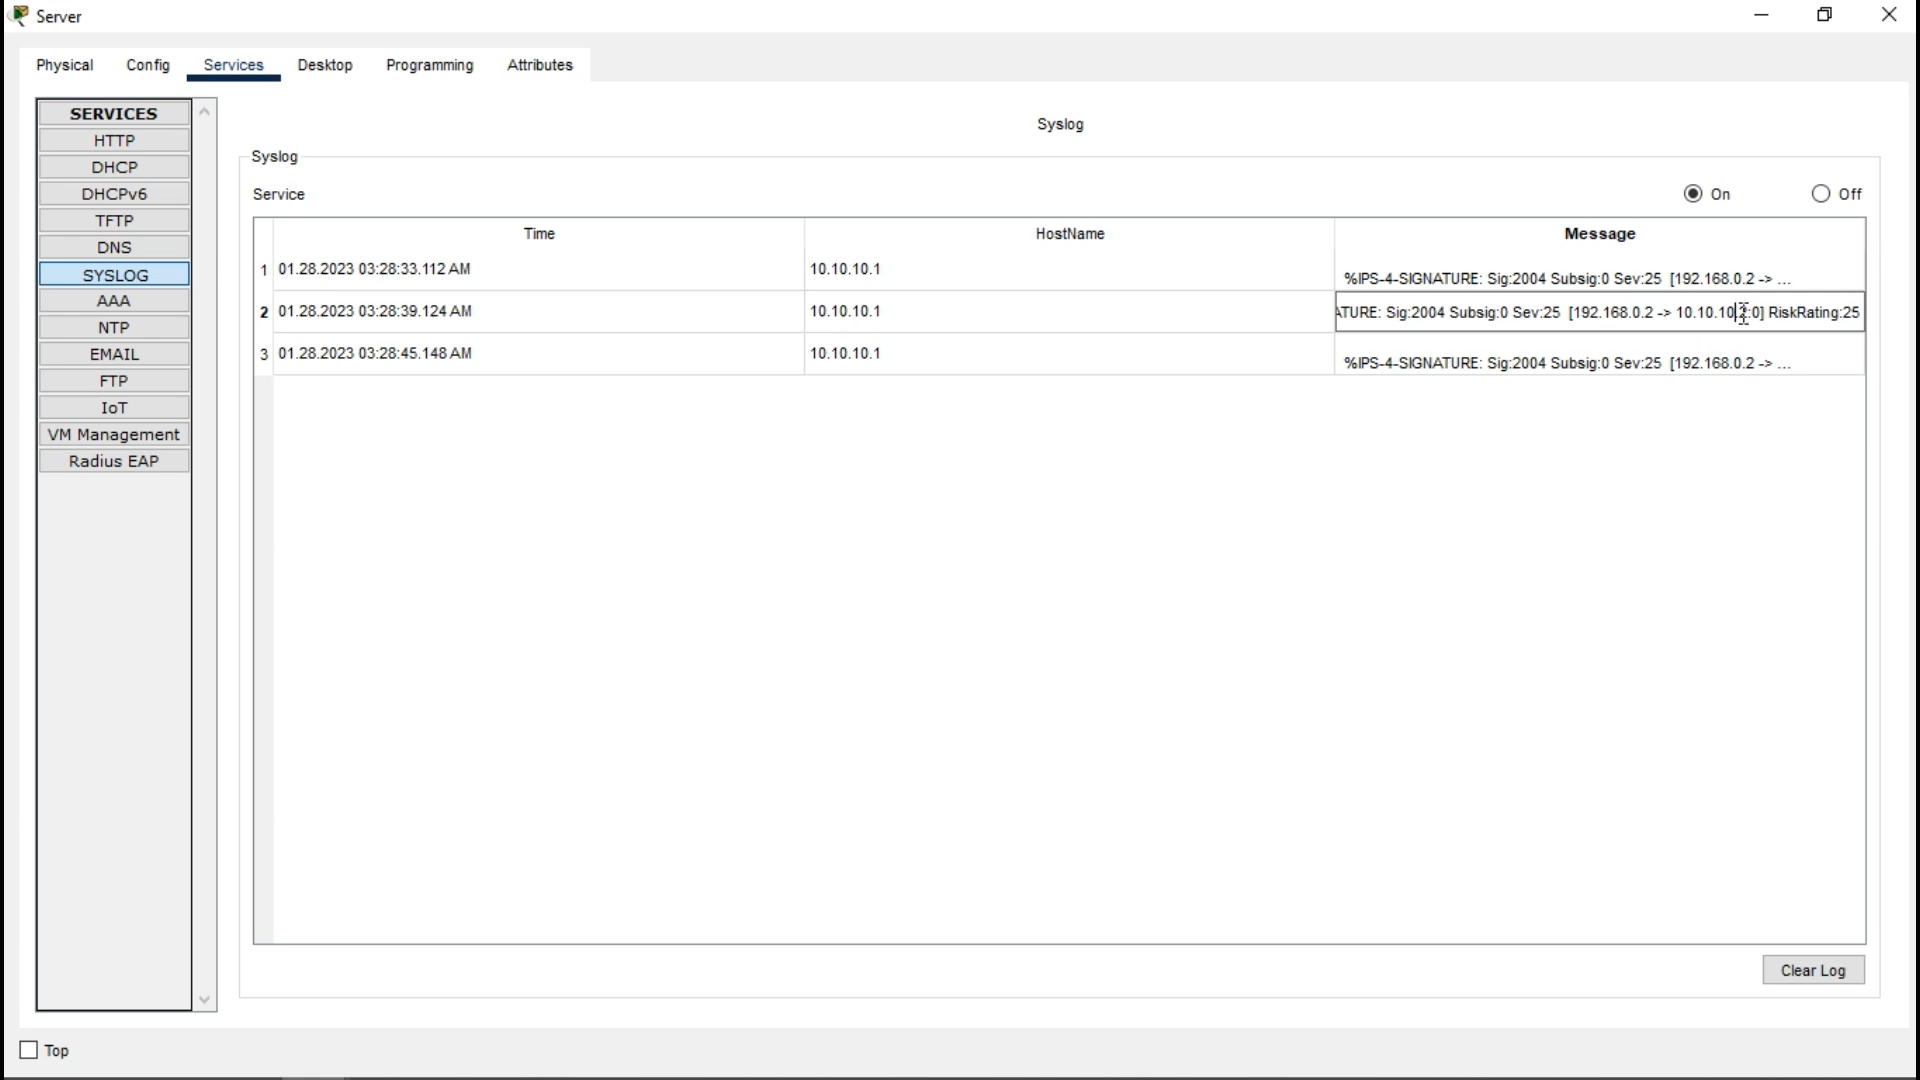 Server
Physical Config Services Desktop Programming Attributes
SERVICES
HTTP
DHCP
DHCPv6
TFTP
DNS
SYSLOG
AAA
NTP
EMAIL
FTP
IoT
VM Management
Radius EAP
Syslog
Syslog
Service On Off
Time HostName Message
1 01.28.2023 03:28:33.112 AM 10.10.10.1 %IPS-4-SIGNATURE: Sig:2004 Subsig:0 Sev:25 [192.168.0.2 -> ...
2 01.28.2023 03:28:39.124 AM 10.10.10.1 ATURE: Sig:2004 Subsig:0 Sev:25 [192.168.0.2 -> 10.10.10.2:0] RiskRating:25
3 01.28.2023 03:28:45.148 AM 10.10.10.1 %IPS-4-SIGNATURE: Sig:2004 Subsig:0 Sev:25 [192.168.0.2 -> ...
Clear Log
Top